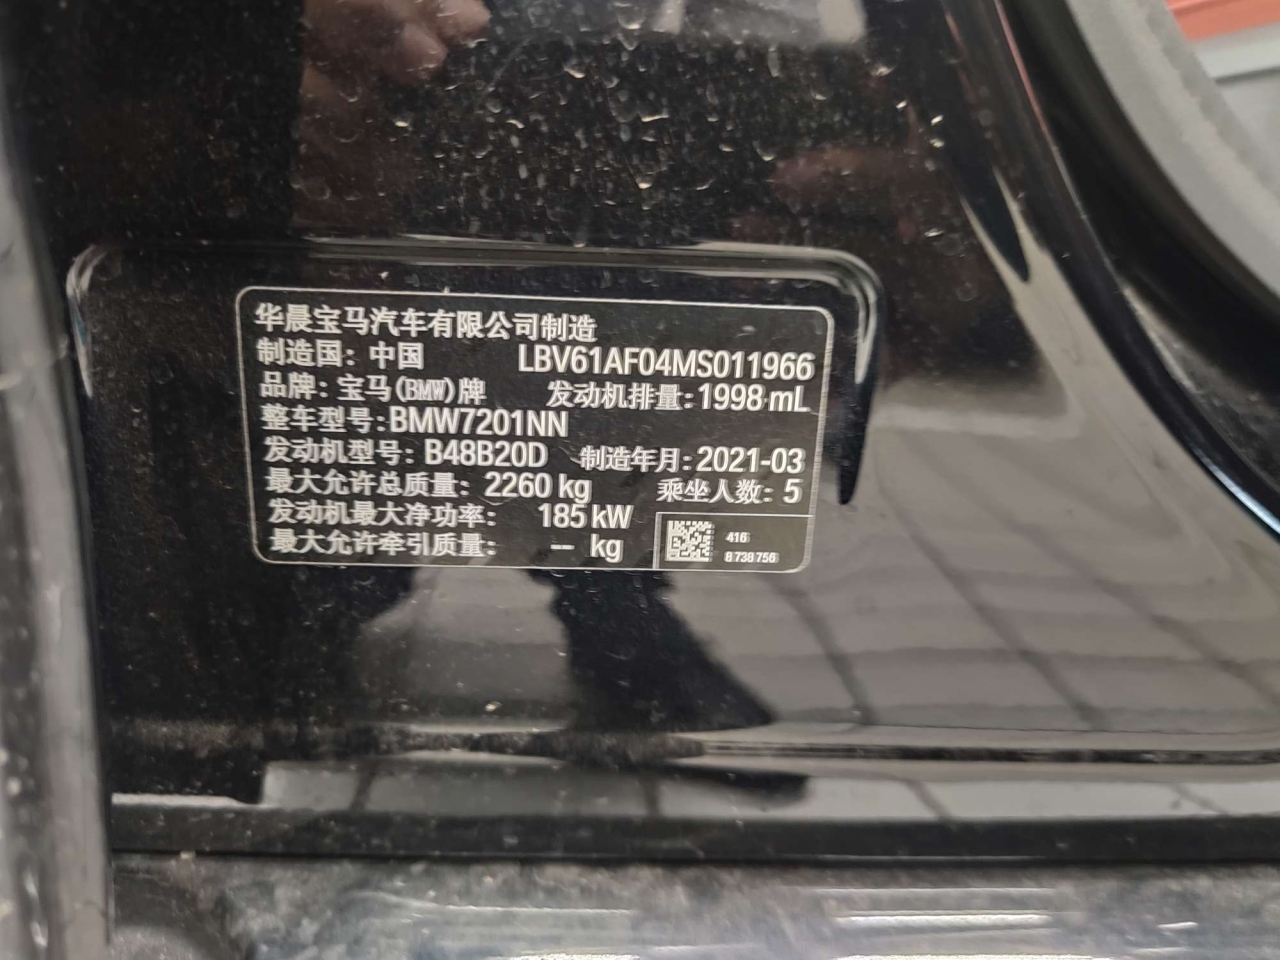 华晨宝马汽车有限公司制造
制造国：中国 LBV61AF04MS011966
品牌：宝马(BMW)牌 发动机排量：1998 mL
整车型号：BMW7201NN
发动机型号：B48B20D 制造年月：2021-03
最大允许总质量：2260 kg 乘坐人数：5
发动机最大净功率：185 kW
最大允许牵引质量：-- kg
416
8 738 756